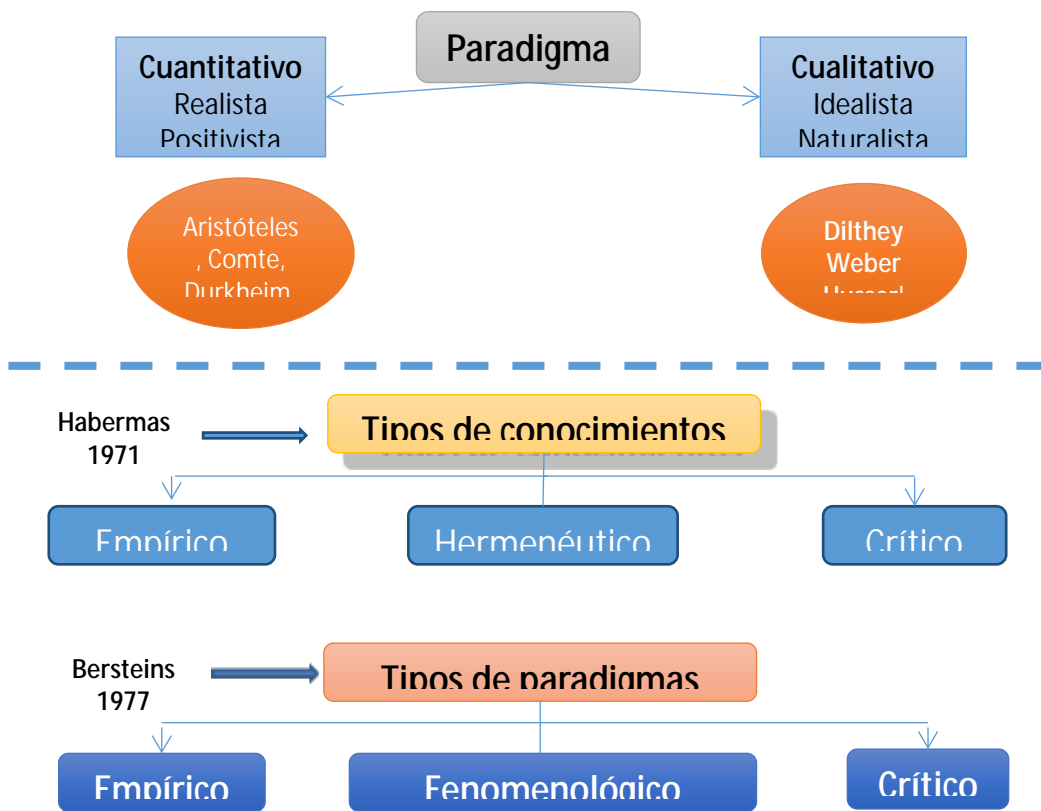 Paradigma
Cuantitativo
Realista
Positivista
Cualitativo
Idealista
Naturalista
Aristóteles
, Comte,
Durkheim
Dilthey
Weber
Husserl
Habermas
1971
Tipos de conocimientos
Empírico
Hermenéutico
Crítico
Bersteins
1977
Tipos de paradigmas
Empírico
Fenomenológico
Crítico